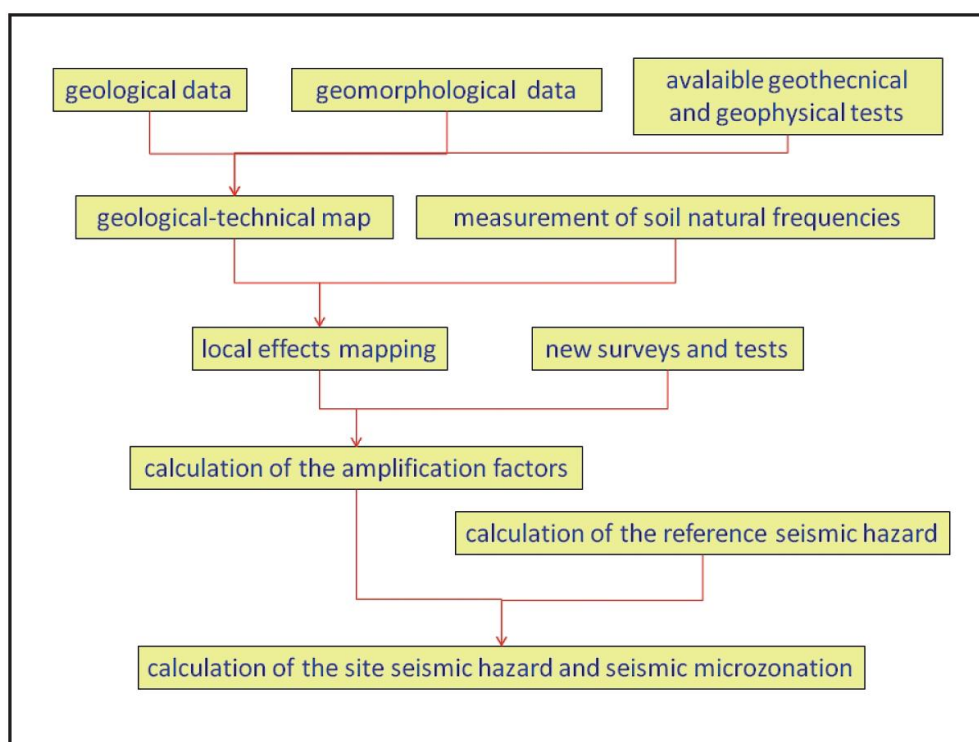 geological data
geomorphological data
avalaible geothecnical
and geophysical tests
geological-technical map
measurement of soil natural frequencies
local effects mapping
new surveys and tests
calculation of the amplification factors
calculation of the reference seismic hazard
calculation of the site seismic hazard and seismic microzonation